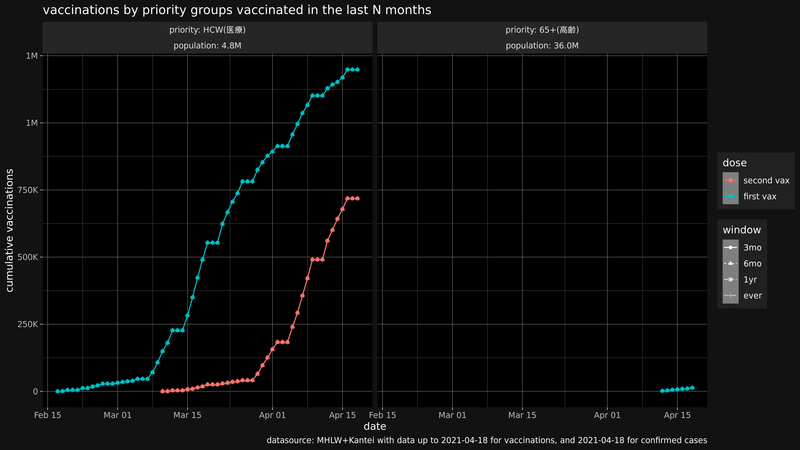 vaccinations by priority groups vaccinated in the last N months
priority: HCW(医療)
population: 4.8M
priority: 65+(高齢)
population: 36.0M
cumulative vaccinations
1M
1M
750K
500K
250K
0
Feb 15
Mar 01
Mar 15
Apr 01
Apr 15
Feb 15
Mar 01
Mar 15
Apr 01
Apr 15
date
dose
second vax
first vax
window
3mo
6mo
1yr
ever
datasource: MHLW+Kantei with data up to 2021-04-18 for vaccinations, and 2021-04-18 for confirmed cases